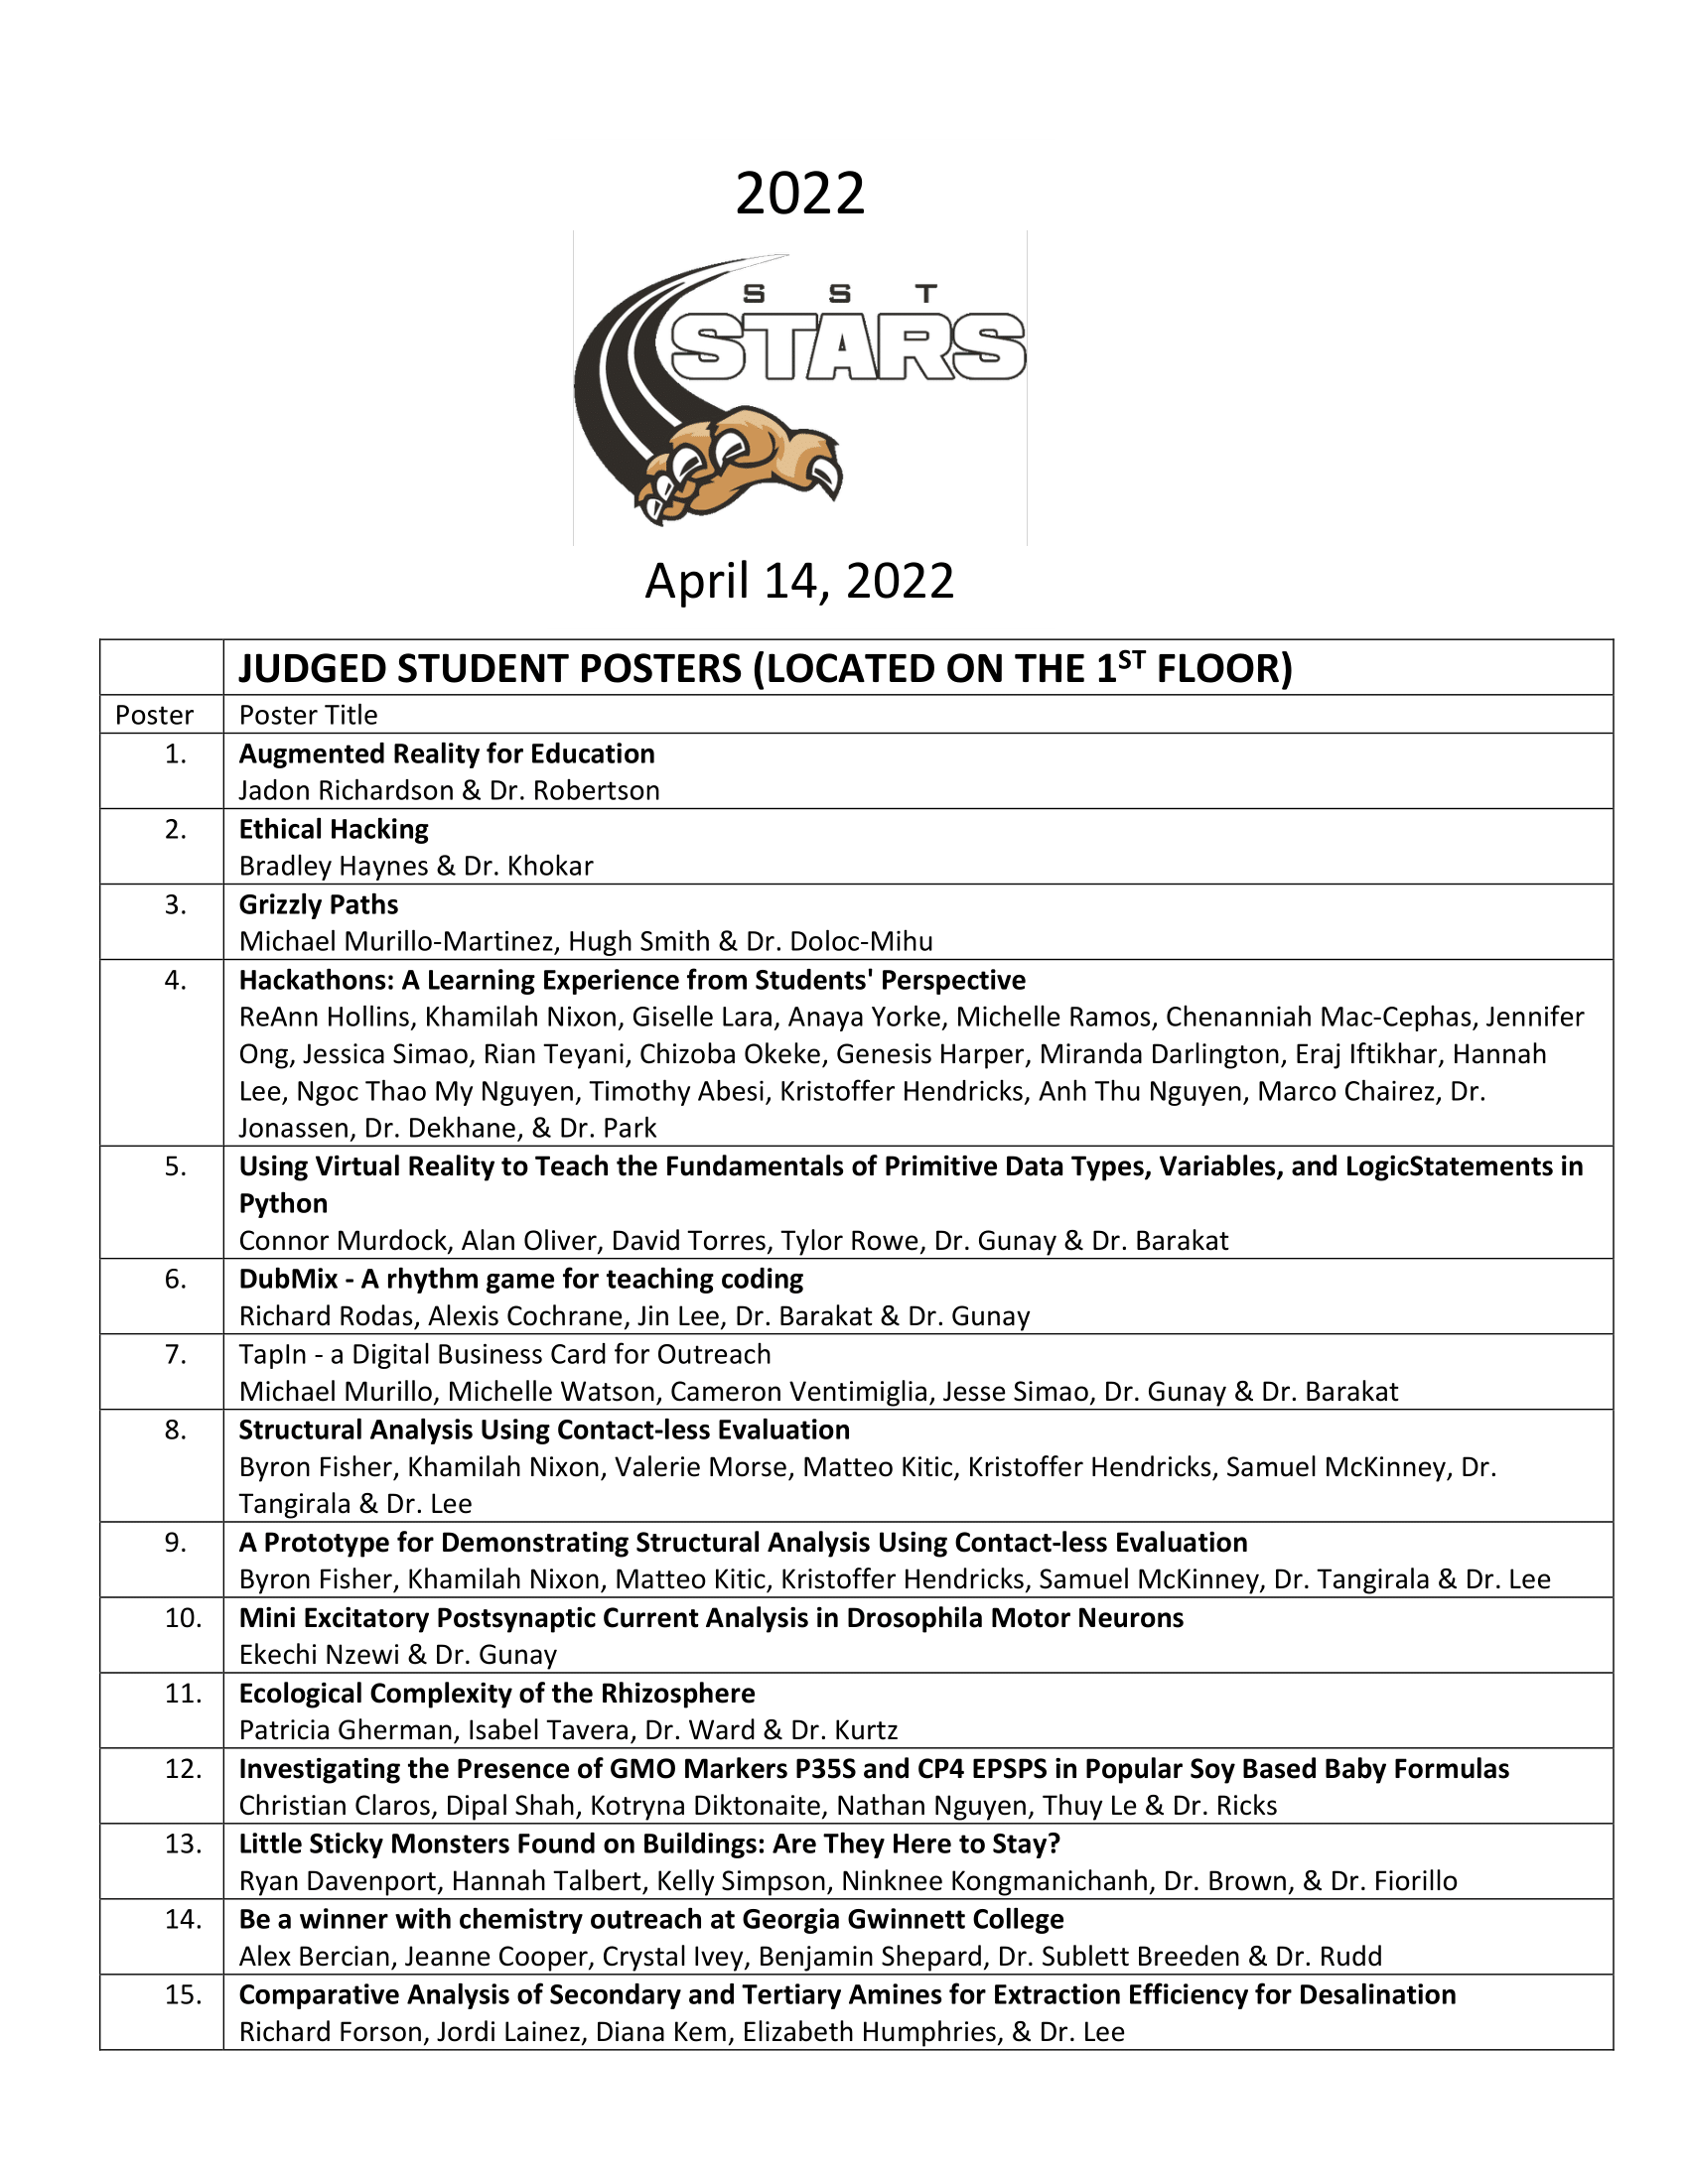 2022
S S T
STARS
April 14, 2022
JUDGED STUDENT POSTERS (LOCATED ON THE 1ST FLOOR)
Poster Poster Title
1. Augmented Reality for Education
Jadon Richardson & Dr. Robertson
2. Ethical Hacking
Bradley Haynes & Dr. Khokar
3. Grizzly Paths
Michael Murillo-Martinez, Hugh Smith & Dr. Doloc-Mihu
4. Hackathons: A Learning Experience from Students' Perspective
ReAnn Hollins, Khamilah Nixon, Giselle Lara, Anaya Yorke, Michelle Ramos, Chenanniah Mac-Cephas, Jennifer
Ong, Jessica Simao, Rian Teyani, Chizoba Okeke, Genesis Harper, Miranda Darlington, Eraj Iftikhar, Hannah
Lee, Ngoc Thao My Nguyen, Timothy Abesi, Kristoffer Hendricks, Anh Thu Nguyen, Marco Chairez, Dr.
Jonassen, Dr. Dekhane, & Dr. Park
5. Using Virtual Reality to Teach the Fundamentals of Primitive Data Types, Variables, and LogicStatements in
Python
Connor Murdock, Alan Oliver, David Torres, Tylor Rowe, Dr. Gunay & Dr. Barakat
6. DubMix - A rhythm game for teaching coding
Richard Rodas, Alexis Cochrane, Jin Lee, Dr. Barakat & Dr. Gunay
7. TapIn - a Digital Business Card for Outreach
Michael Murillo, Michelle Watson, Cameron Ventimiglia, Jesse Simao, Dr. Gunay & Dr. Barakat
8. Structural Analysis Using Contact-less Evaluation
Byron Fisher, Khamilah Nixon, Valerie Morse, Matteo Kitic, Kristoffer Hendricks, Samuel McKinney, Dr.
Tangirala & Dr. Lee
9. A Prototype for Demonstrating Structural Analysis Using Contact-less Evaluation
Byron Fisher, Khamilah Nixon, Matteo Kitic, Kristoffer Hendricks, Samuel McKinney, Dr. Tangirala & Dr. Lee
10. Mini Excitatory Postsynaptic Current Analysis in Drosophila Motor Neurons
Ekechi Nzewi & Dr. Gunay
11. Ecological Complexity of the Rhizosphere
Patricia Gherman, Isabel Tavera, Dr. Ward & Dr. Kurtz
12. Investigating the Presence of GMO Markers P35S and CP4 EPSPS in Popular Soy Based Baby Formulas
Christian Claros, Dipal Shah, Kotryna Diktonaite, Nathan Nguyen, Thuy Le & Dr. Ricks
13. Little Sticky Monsters Found on Buildings: Are They Here to Stay?
Ryan Davenport, Hannah Talbert, Kelly Simpson, Ninknee Kongmanichanh, Dr. Brown, & Dr. Fiorillo
14. Be a winner with chemistry outreach at Georgia Gwinnett College
Alex Bercian, Jeanne Cooper, Crystal Ivey, Benjamin Shepard, Dr. Sublett Breeden & Dr. Rudd
15. Comparative Analysis of Secondary and Tertiary Amines for Extraction Efficiency for Desalination
Richard Forson, Jordi Lainez, Diana Kem, Elizabeth Humphries, & Dr. Lee